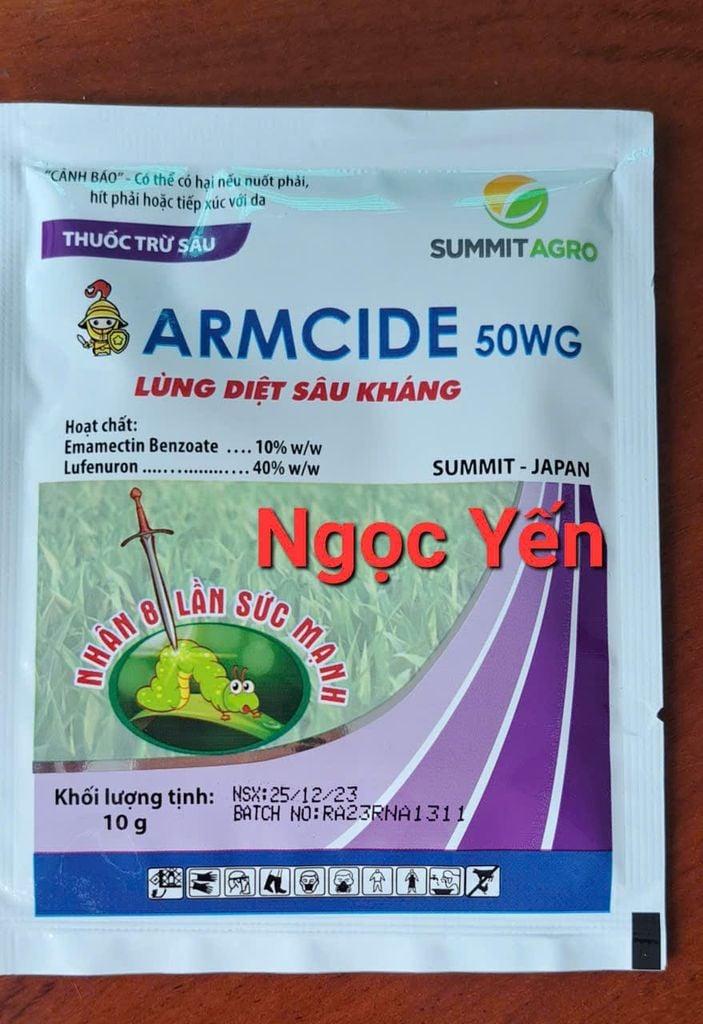 "CẢNH BÁO" - Có thể có hại nếu nuốt phải,
hít phải hoặc tiếp xúc với da
THUỐC TRỪ SÂU
SUMMIT AGRO
ARMCIDE 50WG
LÙNG DIỆT SÂU KHÁNG
Hoạt chất:
Emamectin Benzoate .... 10% w/w
Lufenuron ................ 40% w/w
SUMMIT - JAPAN
Ngọc Yến
NHÂN 8 LẦN SỨC MẠNH
Khối lượng tịnh:
10 g
NSX:25/12/23
BATCH NO:RA23RNA1311